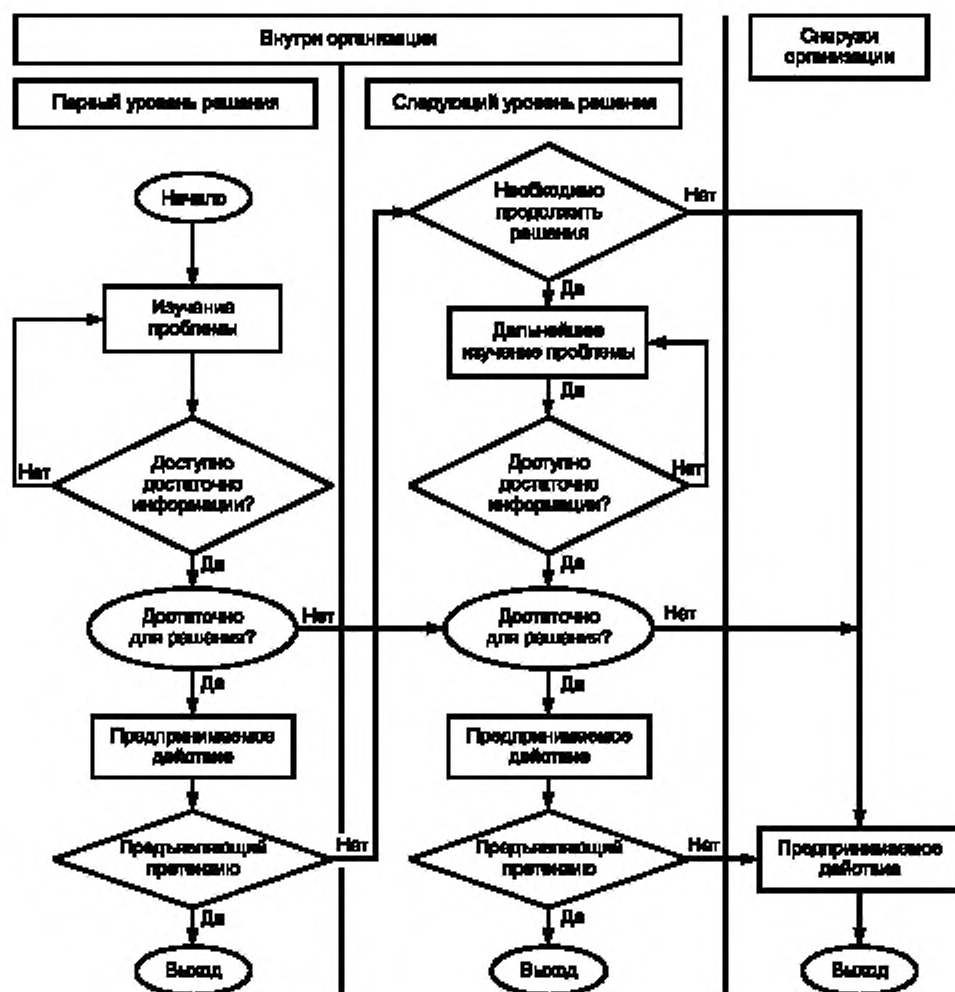 Внутри организации
Снаружи
организации
Первый уровень решения
Следующий уровень решения
Начало
Необходимо
продолжить
решения
Нет
Да
Изучение
проблемы
Дальнейшее
изучение проблемы
Да
Нет
Доступно
достаточно
информации?
Доступно
достаточно
информации?
Нет
Да
Да
Достаточно
для решения?
Нет
Достаточно
для решения?
Нет
Да
Да
Предпринимаемое
действие
Предпринимаемое
действие
Предъявляющий
претензию
Нет
Предъявляющий
претензию
Нет
Предпринимаемое
действие
Да
Да
Выход
Выход
Выход